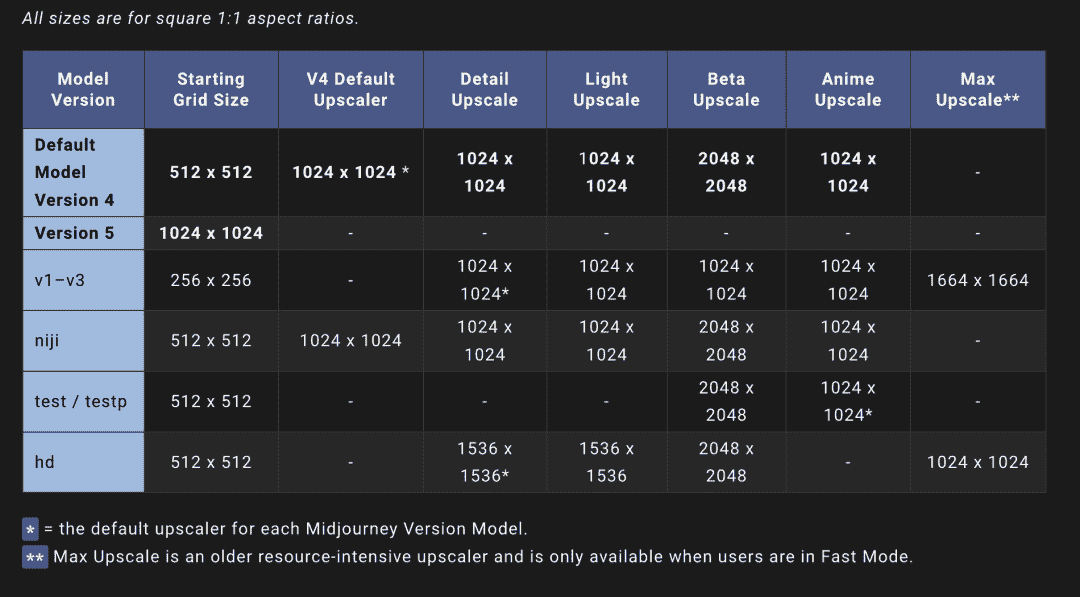 All sizes are for square 1:1 aspect ratios.
Model Version | Starting Grid Size | V4 Default Upscaler | Detail Upscale | Light Upscale | Beta Upscale | Anime Upscale | Max Upscale**
Default Model Version 4 | 512 x 512 | 1024 x 1024 * | 1024 x 1024 | 1024 x 1024 | 2048 x 2048 | 1024 x 1024 | -
Version 5 | 1024 x 1024 | - | - | - | - | - | -
v1–v3 | 256 x 256 | - | 1024 x 1024* | 1024 x 1024 | 1024 x 1024 | 1024 x 1024 | 1664 x 1664
niji | 512 x 512 | 1024 x 1024 | 1024 x 1024 | 1024 x 1024 | 2048 x 2048 | 1024 x 1024 | -
test / testp | 512 x 512 | - | - | - | 2048 x 2048 | 1024 x 1024* | -
hd | 512 x 512 | - | 1536 x 1536* | 1536 x 1536 | 2048 x 2048 | - | 1024 x 1024
* = the default upscaler for each Midjourney Version Model.
** Max Upscale is an older resource-intensive upscaler and is only available when users are in Fast Mode.